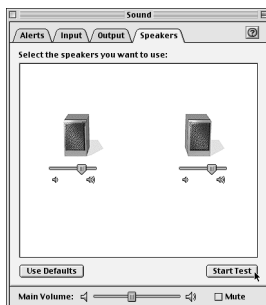 Sound
Alerts Input Output Speakers
Select the speakers you want to use:
Use Defaults Start Test
Main Volume: Mute